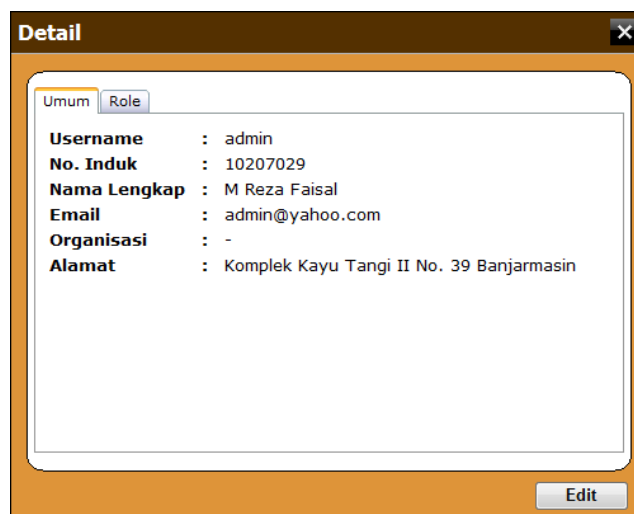 Detail
Umum Role
Username : admin
No. Induk : 10207029
Nama Lengkap : M Reza Faisal
Email : admin@yahoo.com
Organisasi : -
Alamat : Komplek Kayu Tangi II No. 39 Banjarmasin
Edit